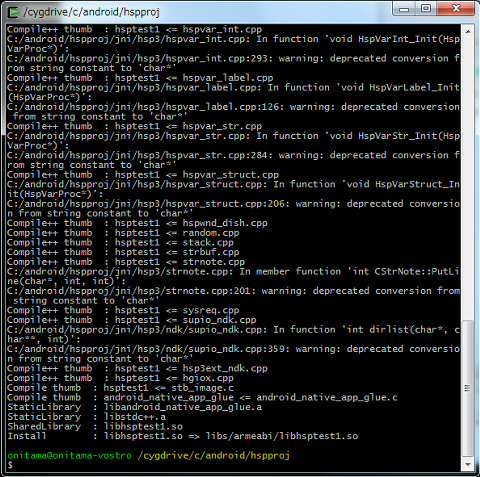 /cygdrive/c/android/hspproj
Compile++ thumb  : hsptest1 <= hspvar_int.cpp
C:/android/hspproj/jni/hsp3/hspvar_int.cpp: In function 'void HspVarInt_Init(Hsp
VarProc*)':
C:/android/hspproj/jni/hsp3/hspvar_int.cpp:293: warning: deprecated conversion f
rom string constant to 'char*'
Compile++ thumb  : hsptest1 <= hspvar_label.cpp
C:/android/hspproj/jni/hsp3/hspvar_label.cpp: In function 'void HspVarLabel_Init
(HspVarProc*)':
C:/android/hspproj/jni/hsp3/hspvar_label.cpp:126: warning: deprecated conversion
 from string constant to 'char*'
Compile++ thumb  : hsptest1 <= hspvar_str.cpp
C:/android/hspproj/jni/hsp3/hspvar_str.cpp: In function 'void HspVarStr_Init(Hsp
VarProc*)':
C:/android/hspproj/jni/hsp3/hspvar_str.cpp:284: warning: deprecated conversion f
rom string constant to 'char*'
Compile++ thumb  : hsptest1 <= hspvar_struct.cpp
C:/android/hspproj/jni/hsp3/hspvar_struct.cpp: In function 'void HspVarStruct_In
it(HspVarProc*)':
C:/android/hspproj/jni/hsp3/hspvar_struct.cpp:206: warning: deprecated conversio
n from string constant to 'char*'
Compile++ thumb  : hsptest1 <= hspwnd_dish.cpp
Compile++ thumb  : hsptest1 <= random.cpp
Compile++ thumb  : hsptest1 <= stack.cpp
Compile++ thumb  : hsptest1 <= strbuf.cpp
Compile++ thumb  : hsptest1 <= strnote.cpp
C:/android/hspproj/jni/hsp3/strnote.cpp: In member function 'int CStrNote::PutLi
ne(char*, int, int)':
C:/android/hspproj/jni/hsp3/strnote.cpp:201: warning: deprecated conversion from
 string constant to 'char*'
Compile++ thumb  : hsptest1 <= sysreq.cpp
Compile++ thumb  : hsptest1 <= supio_ndk.cpp
C:/android/hspproj/jni/hsp3/ndk/supio_ndk.cpp: In function 'int dirlist(char*, c
har**, int)':
C:/android/hspproj/jni/hsp3/ndk/supio_ndk.cpp:359: warning: deprecated conversio
n from string constant to 'char*'
Compile++ thumb  : hsptest1 <= hsp3ext_ndk.cpp
Compile++ thumb  : hsptest1 <= hgiox.cpp
Compile thumb  : hsptest1 <= stb_image.c
Compile thumb  : android_native_app_glue <= android_native_app_glue.c
StaticLibrary  : libandroid_native_app_glue.a
StaticLibrary  : libstdc++.a
SharedLibrary  : libhsptest1.so
Install        : libhsptest1.so => libs/armeabi/libhsptest1.so
onitama@onitama-vostro /cygdrive/c/android/hspproj
$